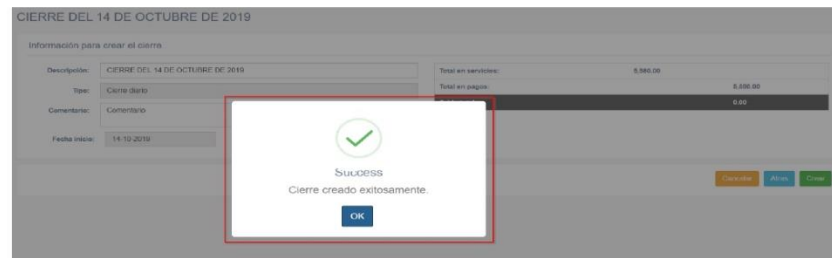 CIERRE DEL 14 DE OCTUBRE DE 2019
Información para crear el cierre
Descripción: CIERRE DEL 14 DE OCTUBRE DE 2019
Tipo: Cierre diario
Comentario: Comentario
Fecha inicio: 14-10-2019
Total en servicios:
Total en pagos:
0.00
Success
Cierre creado exitosamente.
OK
Cancelar Atras Crear